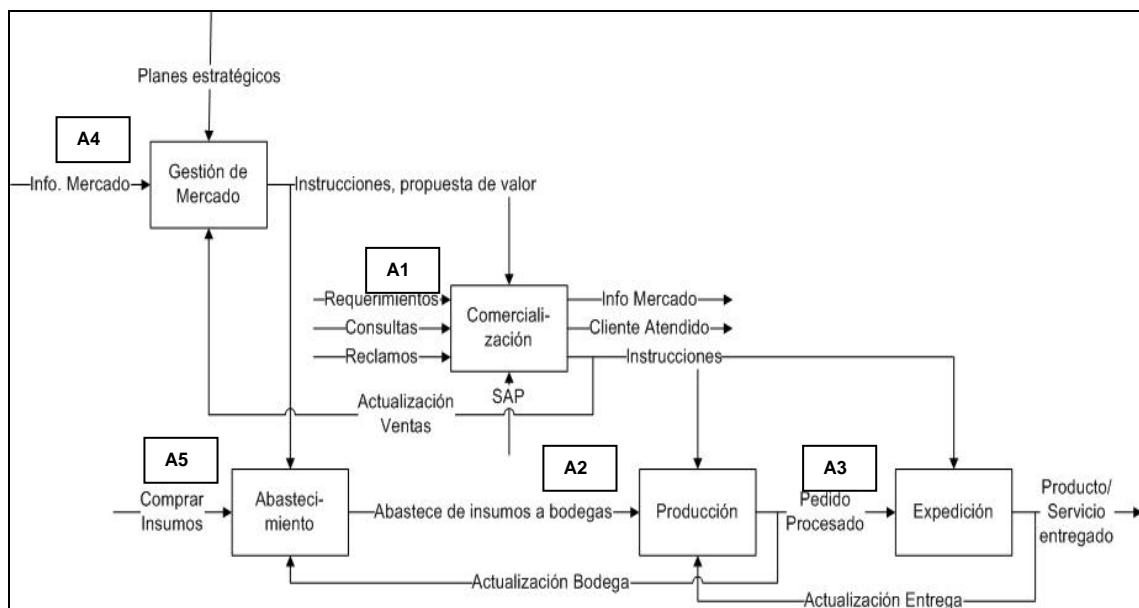 Planes estratégicos
A4
Info. Mercado
Gestión de
Mercado
Instrucciones, propuesta de valor
A1
Requerimientos
Consultas
Reclamos
Comerciali-
zación
Info Mercado
Cliente Atendido
Instrucciones
SAP
Actualización
Ventas
A5
Comprar
Insumos
Abasteci-
miento
Abastece de insumos a bodegas
A2
Producción
A3
Pedido
Procesado
Expedición
Producto/
Servicio
entregado
Actualización Bodega
Actualización Entrega